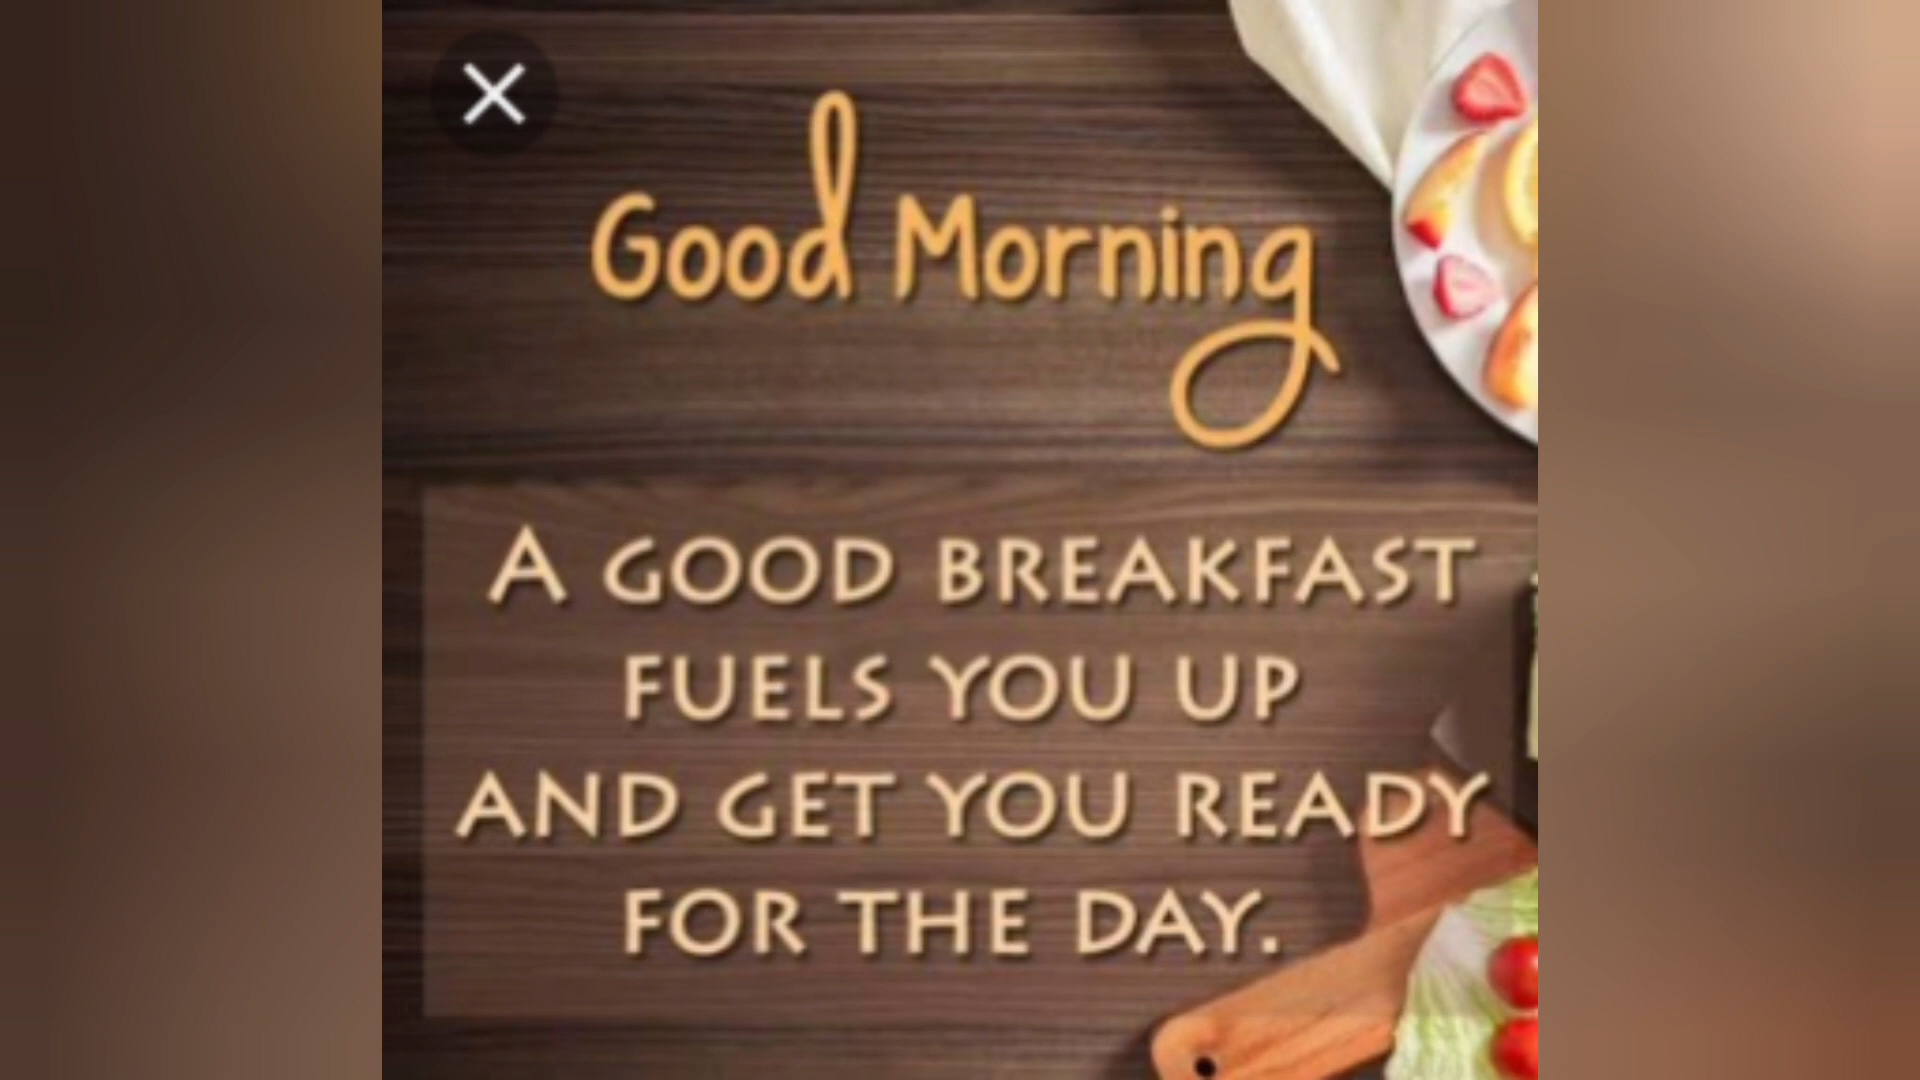 Good Morning
A GOOD BREAKFAST
FUELS YOU UP
AND GET YOU READY
FOR THE DAY.